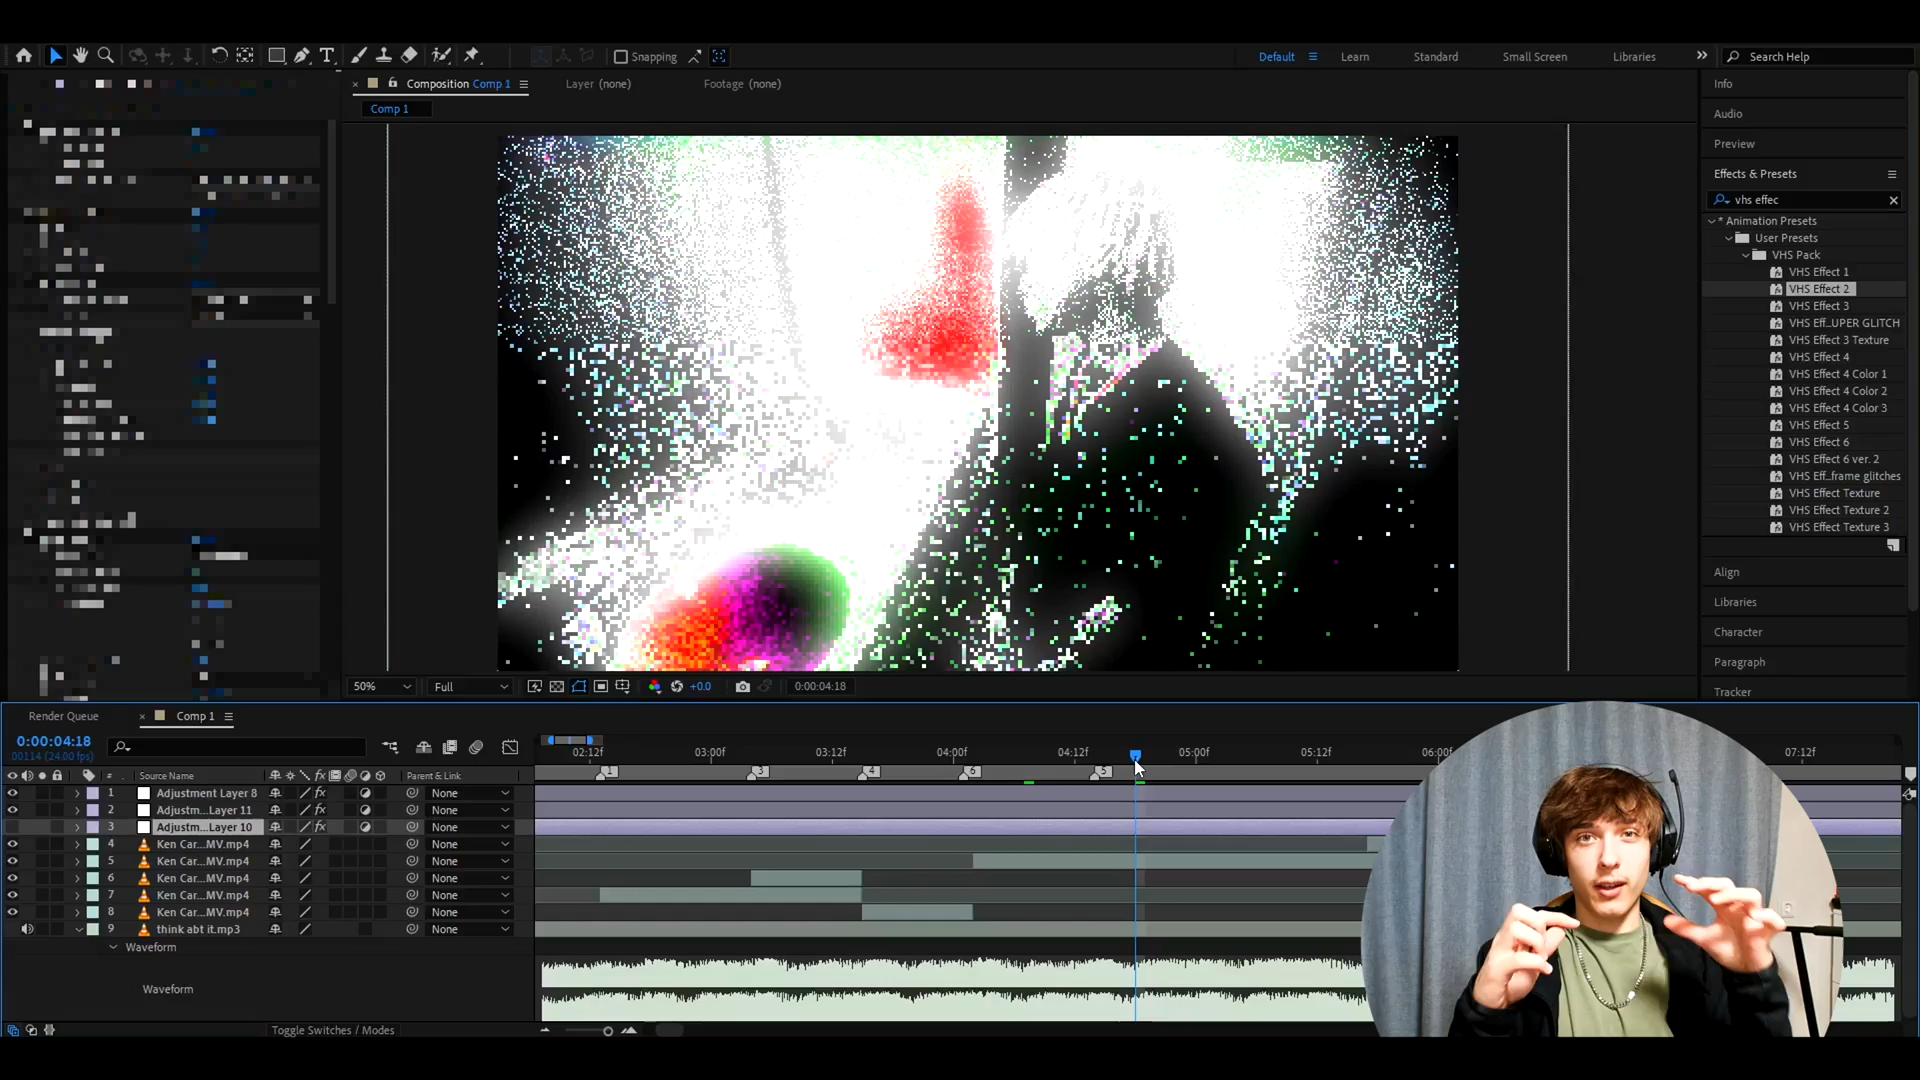 Snapping
Default
Learn
Standard
Small Screen
Libraries
Search Help
Composition Comp 1
Layer (none)
Footage (none)
Comp 1
Info
Audio
Preview
Effects & Presets
vhs effec
* Animation Presets
User Presets
VHS Pack
VHS Effect 1
VHS Effect 2
VHS Effect 3
VHS Eff...UPER GLITCH
VHS Effect 3 Texture
VHS Effect 4
VHS Effect 4 Color 1
VHS Effect 4 Color 2
VHS Effect 4 Color 3
VHS Effect 5
VHS Effect 6
VHS Effect 6 ver. 2
VHS Eff...frame glitches
VHS Effect Texture
VHS Effect Texture 2
VHS Effect Texture 3
Align
Libraries
Character
Paragraph
Tracker
50%
Full
+0.0
0:00:04:18
Render Queue
Comp 1
0:00:04:18
00114 (24.00 fps)
02:12f 03:00f 03:12f 04:00f 04:12f 05:00f 05:12f 06:00f 07:12f
1 3 4 6 5
# Source Name fx Parent & Link
1 Adjustment Layer 8 fx None
2 Adjustm...Layer 11 fx None
3 Adjustm...Layer 10 fx None
4 Ken Car...MV.mp4 None
5 Ken Car...MV.mp4 None
6 Ken Car...MV.mp4 None
7 Ken Car...MV.mp4 None
8 Ken Car...MV.mp4 None
9 think abt it.mp3 None
Waveform
Waveform
Toggle Switches / Modes